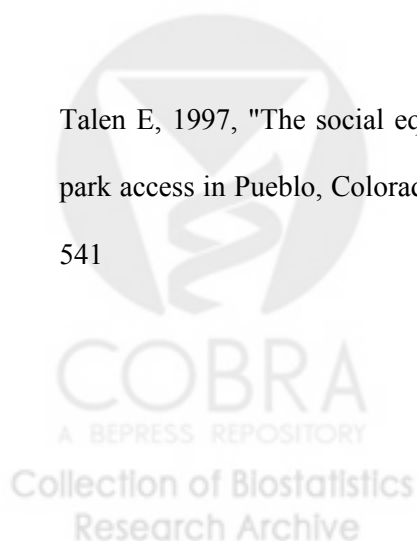 Talen E, 1997, "The social eq
park access in Pueblo, Colorad
541
COBRA
A BEPRESS REPOSITORY
Collection of Biostatistics
Research Archive